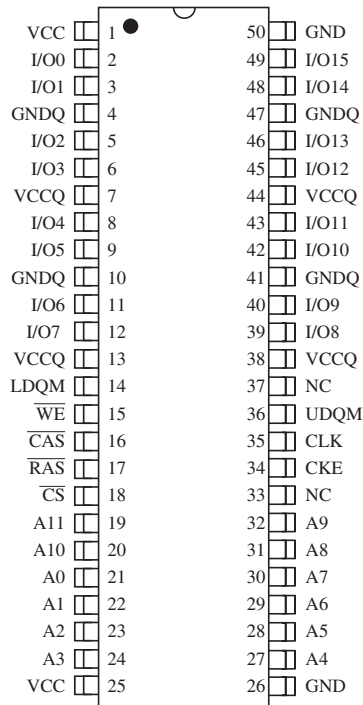 VCC 1 50 GND
I/O0 2 49 I/O15
I/O1 3 48 I/O14
GNDQ 4 47 GNDQ
I/O2 5 46 I/O13
I/O3 6 45 I/O12
VCCQ 7 44 VCCQ
I/O4 8 43 I/O11
I/O5 9 42 I/O10
GNDQ 10 41 GNDQ
I/O6 11 40 I/O9
I/O7 12 39 I/O8
VCCQ 13 38 VCCQ
LDQM 14 37 NC
W̅E̅ 15 36 UDQM
C̅A̅S̅ 16 35 CLK
R̅A̅S̅ 17 34 CKE
C̅S̅ 18 33 NC
A11 19 32 A9
A10 20 31 A8
A0 21 30 A7
A1 22 29 A6
A2 23 28 A5
A3 24 27 A4
VCC 25 26 GND